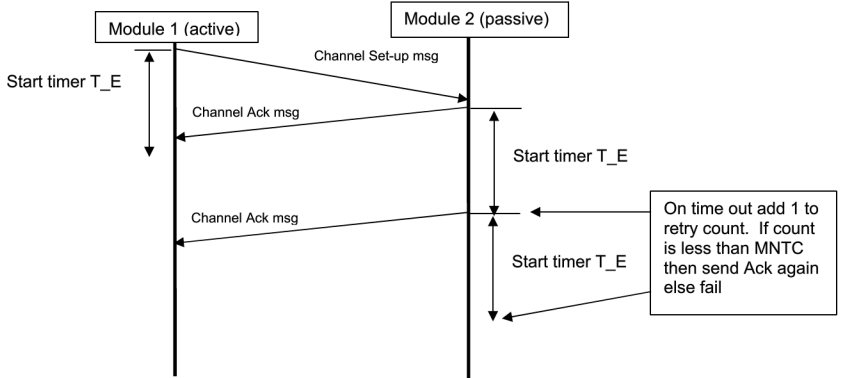 Module 1 (active)
Module 2 (passive)
Channel Set-up msg
Start timer T_E
Channel Ack msg
Start timer T_E
Channel Ack msg
On time out add 1 to
retry count. If count
is less than MNTC
then send Ack again
else fail
Start timer T_E